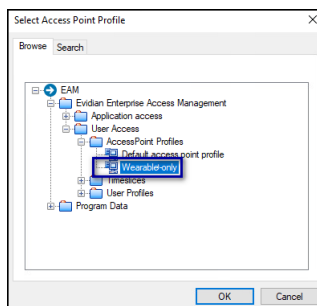 Select Access Point Profile
Browse
Search
EAM
Evidian Enterprise Access Management
Application access
User Access
AccessPoint Profiles
Default access point profile
Wearable-only
Timeslices
User Profiles
Program Data
OK
Cancel